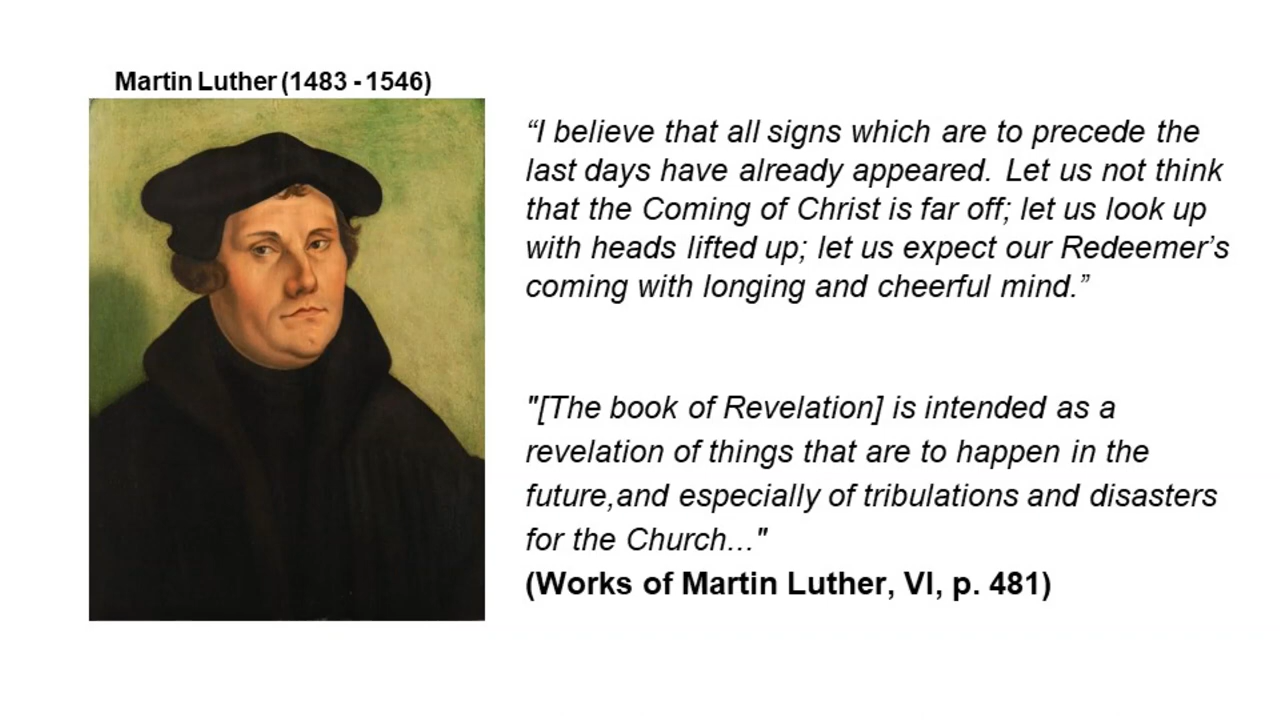 Martin Luther (1483 - 1546)
“I believe that all signs which are to precede the
last days have already appeared. Let us not think
that the Coming of Christ is far off; let us look up
with heads lifted up; let us expect our Redeemer’s
coming with longing and cheerful mind.”
"[The book of Revelation] is intended as a
revelation of things that are to happen in the
future,and especially of tribulations and disasters
for the Church..."
(Works of Martin Luther, VI, p. 481)